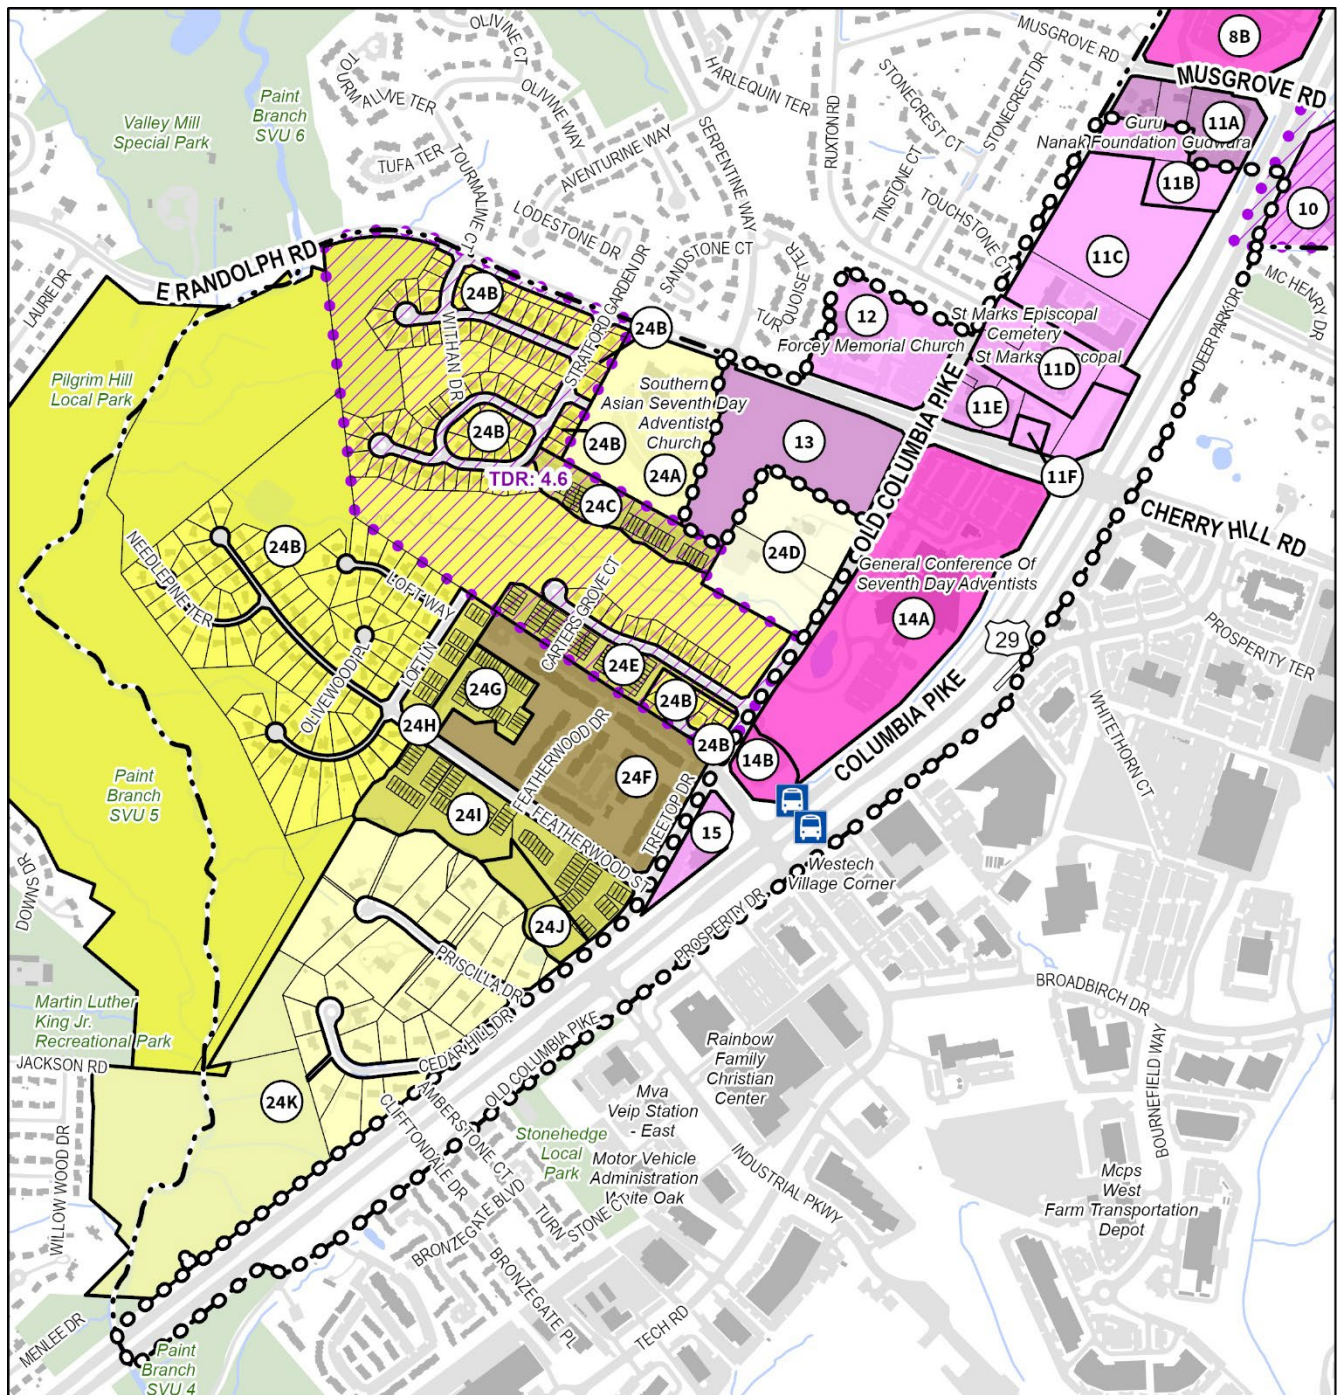 OLIVINE CT
MUSGROVE RD
8B
MUSGROVE RD
TOURMALINE TER
HARLEQUIN TER
STONECREST DR
Paint
Branch
SVU 6
OLIVINE WAY
RUXTON RD
STONECREST CT
Valley Mill
Special Park
11A
Guru
Nanak Foundation Gudwara
TUFA TER
AVENTURINE WAY
SERPENTINE WAY
TINSTONE CT
11B
TOURMALINE CT
LODESTONE DR
TOUCHSTONE CT
10
E RANDOLPH RD
SANDSTONE CT
TURQUOISE TER
11C
MC HENRY DR
LAURIE DR
24B
WITHAN DR
STRATFORD GARDEN DR
24B
12
Forcey Memorial Church
St Marks Episcopal
Cemetery
St Marks Episcopal
11D
DEER PARK DR
Pilgrim Hill
Local Park
Southern
Asian Seventh Day
Adventist
Church
11E
24B
24B
13
OLD COLUMBIA PIKE
24A
11F
TDR: 4.6
24C
CHERRY HILL RD
24B
24D
NEEDLEPINE TER
LOFT WAY
General Conference Of
Seventh Day Adventists
14A
29
PROSPERITY TER
OLIVEWOOD PL
LOFT LN
CARTERS GROVE CT
24E
24G
24B
COLUMBIA PIKE
WHITETHORN CT
24H
24B
14B
FEATHERWOOD DR
24F
Paint
Branch
SVU 5
24I
TREETOP DR
15
FEATHERWOOD ST
Westech
Village Corner
DOWNS DR
24J
PROSPERITY DR
PRISCILLA DR
BROADBIRCH DR
Martin Luther
King Jr.
Recreational Park
CEDAR HILL DR
OLD COLUMBIA PIKE
Rainbow
Family
Christian
Center
JACKSON RD
BOURNEFIELD WAY
24K
AMBERSTONE CT
CLIFFTONDALE DR
Mva
Veip Station
- East
Stonehedge
Local
Park
Motor Vehicle
Administration
White Oak
INDUSTRIAL PKWY
WILLOW WOOD DR
BRONZEGATE BLVD
TURN STONE CT
Mcps
West
Farm Transportation
Depot
BRONZEGATE PL
MENLEE DR
TECH RD
Paint
Branch
SVU 4